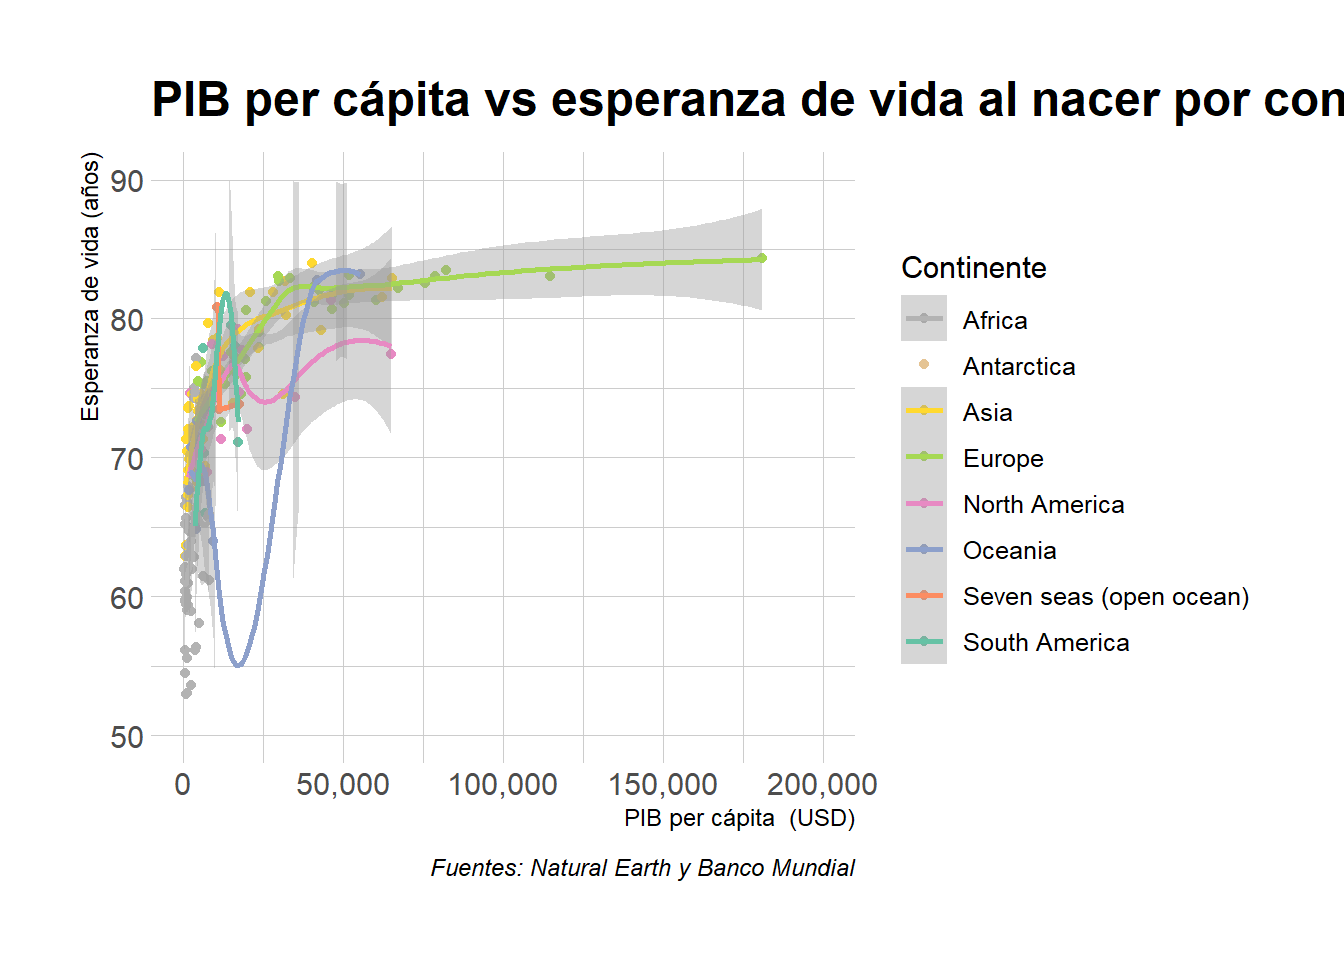 PIB per cápita vs esperanza de vida al nacer por con
Esperanza de vida (años)
90
80
70
60
50
0
50,000
100,000
150,000
200,000
PIB per cápita  (USD)
Fuentes: Natural Earth y Banco Mundial
Continente
Africa
Antarctica
Asia
Europe
North America
Oceania
Seven seas (open ocean)
South America